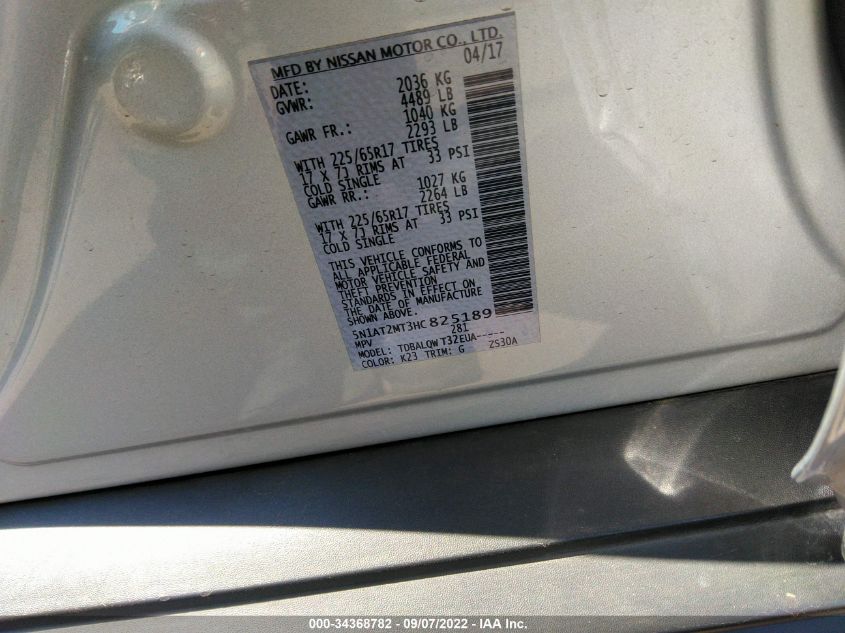 MFD BY NISSAN MOTOR CO., LTD.
DATE: 04/17
GVWR: 2036 KG
4489 LB
GAWR FR.: 1040 KG
2293 LB
WITH 225/65R17 TIRES
17 X 7J RIMS AT 33 PSI
COLD SINGLE
GAWR RR.: 1027 KG
2264 LB
WITH 225/65R17 TIRES
17 X 7J RIMS AT 33 PSI
COLD SINGLE
THIS VEHICLE CONFORMS TO
ALL APPLICABLE FEDERAL
MOTOR VEHICLE SAFETY AND
THEFT PREVENTION
STANDARDS IN EFFECT ON
THE DATE OF MANUFACTURE
SHOWN ABOVE.
5N1AT2MT3HC825189
MPV 281
MODEL: TDBALQWT32EUA-----
COLOR: K23 TRIM: G ZS30A
000-34368782 - 09/07/2022 - IAA Inc.